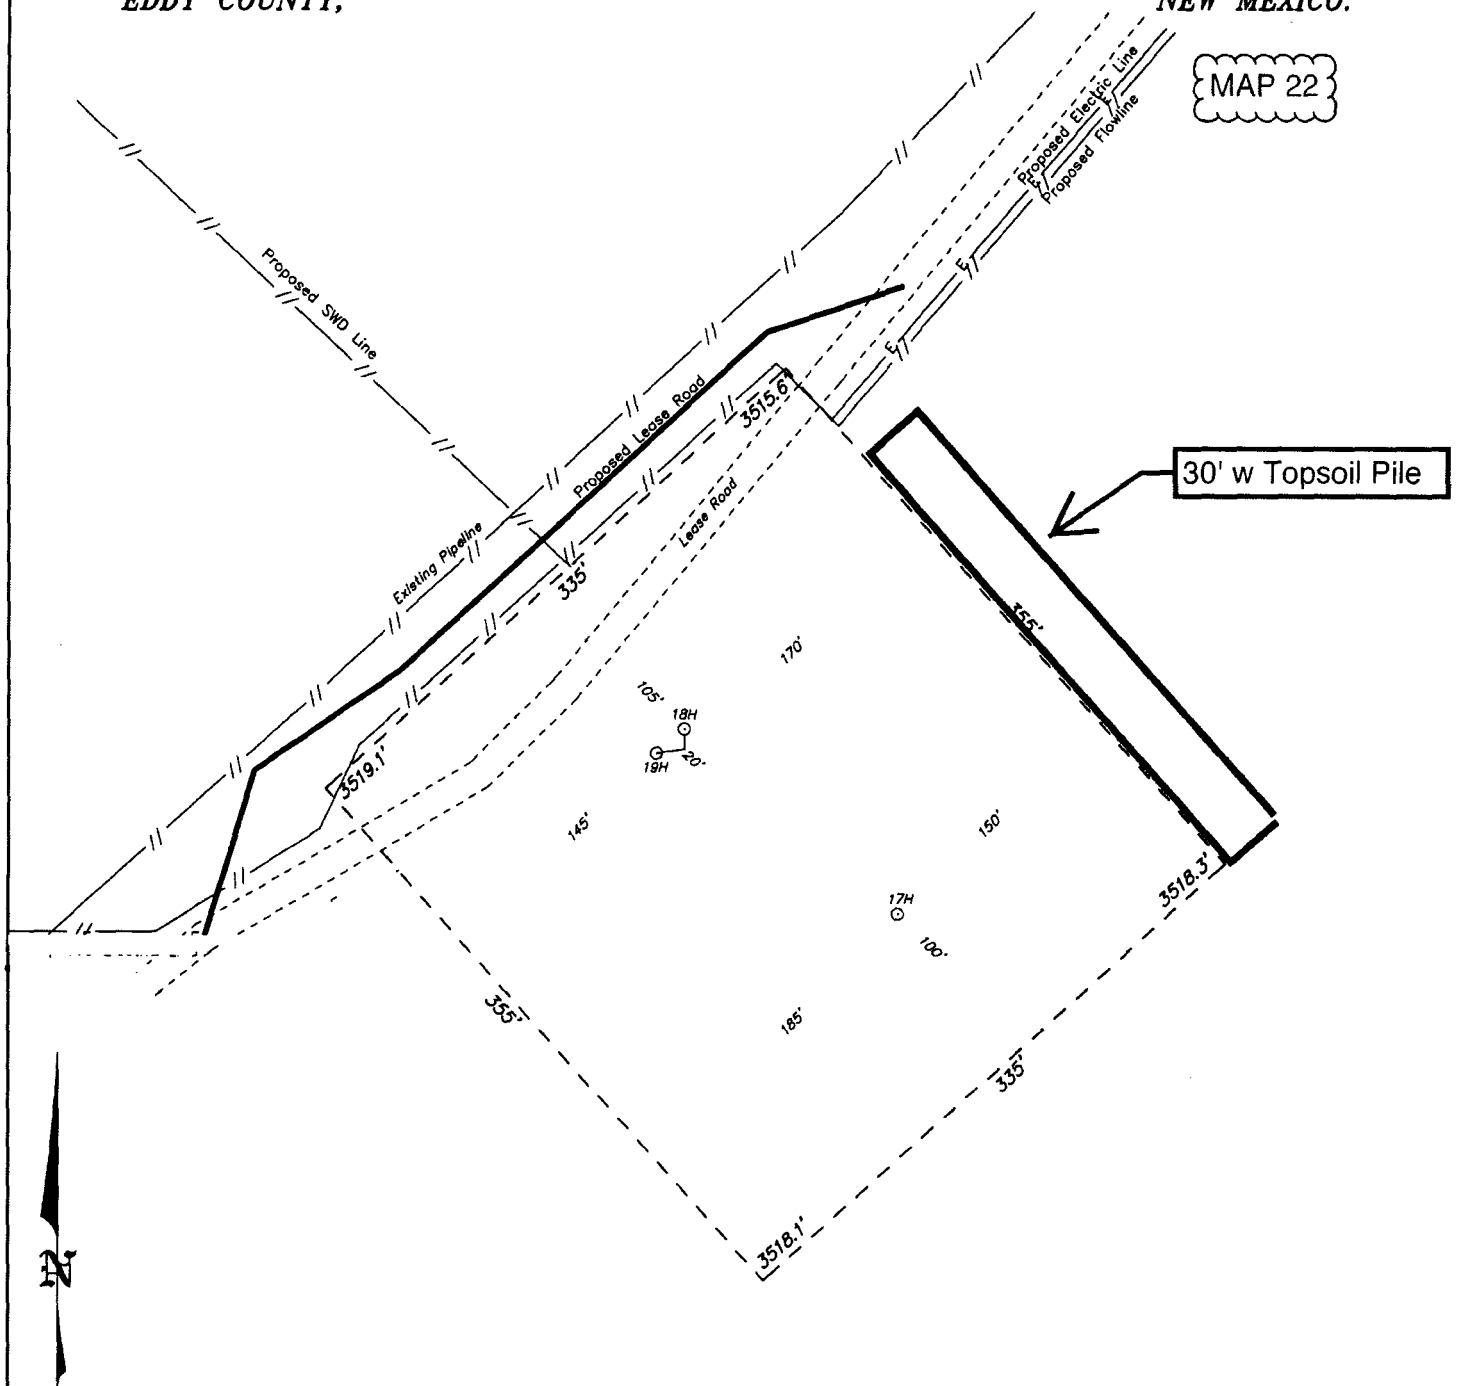 EDDY COUNTY,
NEW MEXICO.
MAP 22
Proposed Electric Line
E
E
Proposed Flowline
E
E
Proposed SWD Line
Proposed Lease Road
3515.6'
30' w Topsoil Pile
Lease Road
Existing Pipeline
335'
355'
170'
105'
18H
19H
20'
3519.1'
145'
150'
3518.3'
17H
100'
355'
185'
335'
3518.1'
N